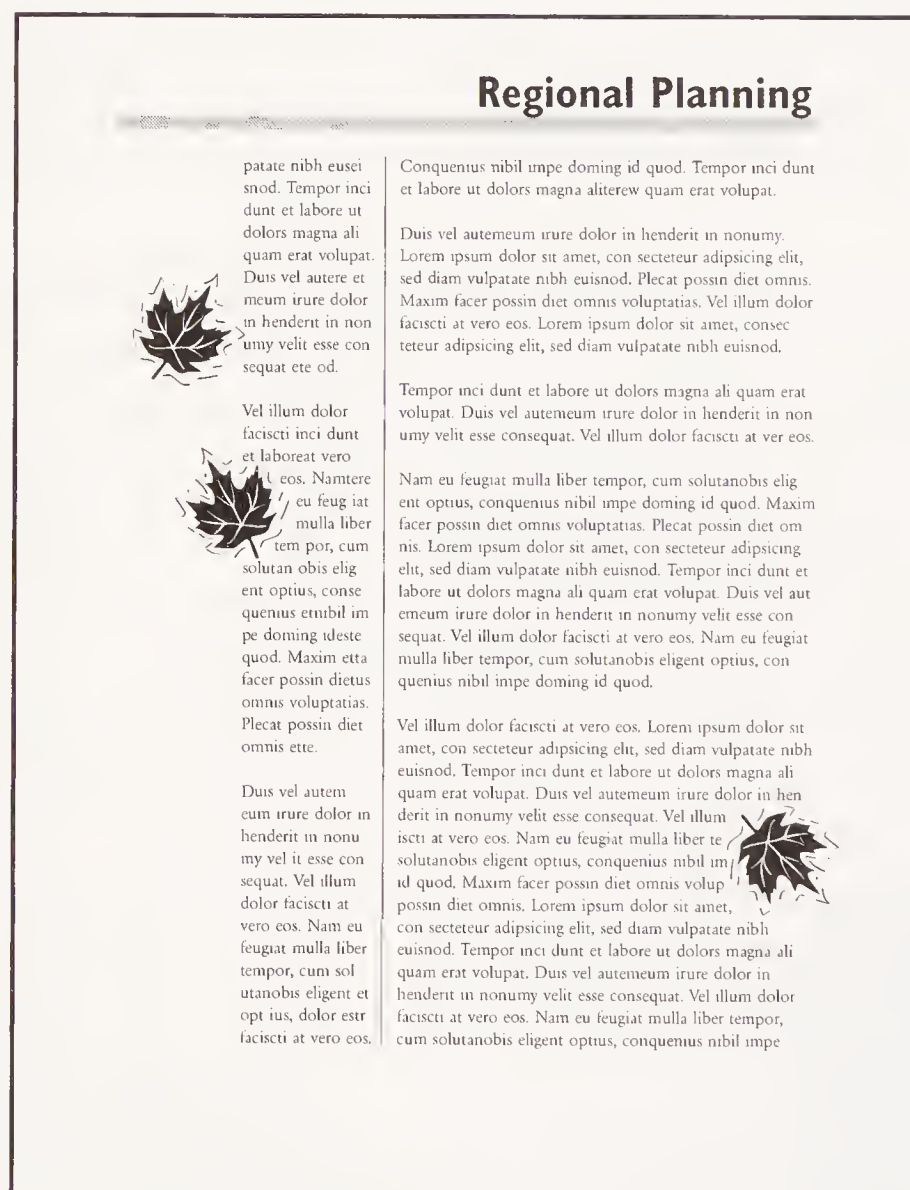 Regional Planning
patate nibh eusei
snod. Tempor inci
dunt et labore ut
dolors magna ali
quam erat volupat.
Duis vel autere et
meum irure dolor
in henderit in non
umy velit esse con
sequat ete od.
Vel illum dolor
faciscti inci dunt
et laboreat vero
eos. Namtere
eu feug iat
mulla liber
tem por, cum
solutan obis elig
ent optius, conse
quenius etnibil im
pe doming ideste
quod. Maxim etta
facer possin dietus
omnis voluptatias.
Plecat possin diet
omnis ette.
Duis vel autem
eum irure dolor in
henderit in nonu
my vel it esse con
sequat. Vel illum
dolor faciscti at
vero eos. Nam eu
feugiat mulla liber
tempor, cum sol
utanobis eligent et
opt ius, dolor estr
faciscti at vero eos.
Conquenius nibil impe doming id quod. Tempor inci dunt
et labore ut dolors magna aliterew quam erat volupat.
Duis vel autemeum irure dolor in henderit in nonumy.
Lorem ipsum dolor sit amet, con secteteur adipsicing elit,
sed diam vulpatate nibh euisnod. Plecat possin diet omnis.
Maxim facer possin diet omnis voluptatias. Vel illum dolor
faciscti at vero eos. Lorem ipsum dolor sit amet, consec
teteur adipsicing elit, sed diam vulpatate nibh euisnod.
Tempor inci dunt et labore ut dolors magna ali quam erat
volupat. Duis vel autemeum irure dolor in henderit in non
umy velit esse consequat. Vel illum dolor faciscti at ver eos.
Nam eu feugiat mulla liber tempor, cum solutanobis elig
ent optius, conquenius nibil impe doming id quod. Maxim
facer possin diet omnis voluptatias. Plecat possin diet om
nis. Lorem ipsum dolor sit amet, con secteteur adipsicing
elit, sed diam vulpatate nibh euisnod. Tempor inci dunt et
labore ut dolors magna ali quam erat volupat. Duis vel aut
emeum irure dolor in henderit in nonumy velit esse con
sequat. Vel illum dolor faciscti at vero eos. Nam eu feugiat
mulla liber tempor, cum solutanobis eligent optius, con
quenius nibil impe doming id quod.
Vel illum dolor faciscti at vero eos. Lorem ipsum dolor sit
amet, con secteteur adipsicing elit, sed diam vulpatate nibh
euisnod. Tempor inci dunt et labore ut dolors magna ali
quam erat volupat. Duis vel autemeum irure dolor in hen
derit in nonumy velit esse consequat. Vel illum
iscti at vero eos. Nam eu feugiat mulla liber te
solutanobis eligent optius, conquenius nibil im
id quod. Maxim facer possin diet omnis volup
possin diet omnis. Lorem ipsum dolor sit amet,
con secteteur adipsicing elit, sed diam vulpatate nibh
euisnod. Tempor inci dunt et labore ut dolors magna ali
quam erat volupat. Duis vel autemeum irure dolor in
henderit in nonumy velit esse consequat. Vel illum dolor
faciscti at vero eos. Nam eu feugiat mulla liber tempor,
cum solutanobis eligent optius, conquenius nibil impe